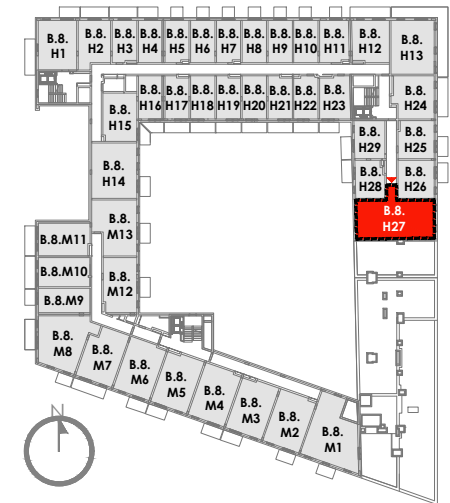 B.8.
H1
B.8.
H2
B.8.
H3
B.8.
H4
B.8.
H5
B.8.
H6
B.8.
H7
B.8.
H8
B.8.
H9
B.8.
H10
B.8.
H11
B.8.
H12
B.8.
H13
B.8.
H16
B.8.
H17
B.8.
H18
B.8.
H19
B.8.
H20
B.8.
H21
B.8.
H22
B.8.
H23
B.8.
H24
B.8.
H15
B.8.
H29
B.8.
H25
B.8.
H14
B.8.
H28
B.8.
H26
B.8.
H27
B.8.
M13
B.8.M11
B.8.M10
B.8.M9
B.8.
M12
B.8.
M8
B.8.
M7
B.8.
M6
B.8.
M5
B.8.
M4
B.8.
M3
B.8.
M2
B.8.
M1
N